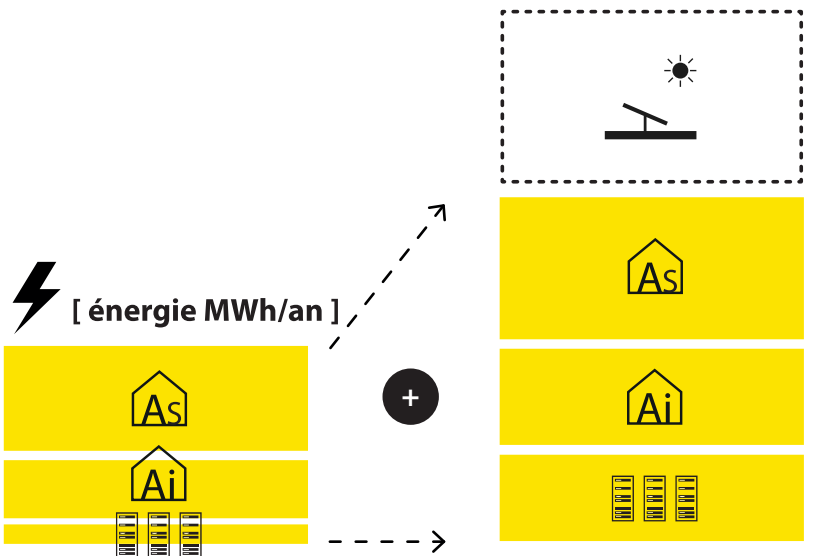 As
[ énergie MWh/an ]
As
+
Ai
Ai